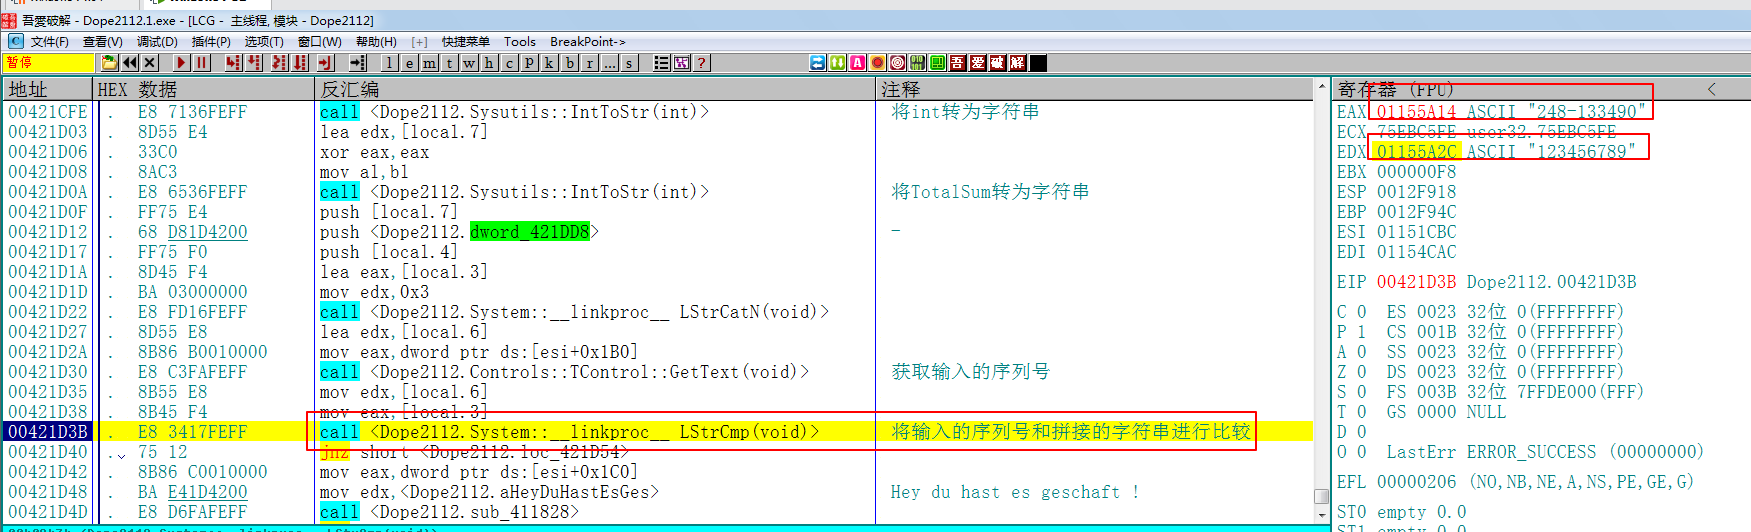 吾愛破解 - Dope2112.1.exe - [LCG - 主线程, 模块 - Dope2112]
文件(F) 查看(V) 调试(D) 插件(P) 选项(T) 窗口(W) 帮助(H) [+] 快捷菜单 Tools BreakPoint->
暂停 l e m t w h c p k b r ... s ? A 吾 爱 破 解
地址 HEX 数据 反汇编 注释 寄存器 (FPU) <
00421CFE . E8 7136FEFF call <Dope2112.Sysutils::IntToStr(int)> 将int转为字符串
00421D03 . 8D55 E4 lea edx,[local.7]
00421D06 . 33C0 xor eax,eax
00421D08 . 8AC3 mov al,bl
00421D0A . E8 6536FEFF call <Dope2112.Sysutils::IntToStr(int)> 将TotalSum转为字符串
00421D0F . FF75 E4 push [local.7]
00421D12 . 68 D81D4200 push <Dope2112.dword_421DD8> -
00421D17 . FF75 F0 push [local.4]
00421D1A . 8D45 F4 lea eax,[local.3]
00421D1D . BA 03000000 mov edx,0x3
00421D22 . E8 FD16FEFF call <Dope2112.System::__linkproc__ LStrCatN(void)>
00421D27 . 8D55 E8 lea edx,[local.6]
00421D2A . 8B86 B0010000 mov eax,dword ptr ds:[esi+0x1B0]
00421D30 . E8 C3FAFEFF call <Dope2112.Controls::TControl::GetText(void)> 获取输入的序列号
00421D35 . 8B55 E8 mov edx,[local.6]
00421D38 . 8B45 F4 mov eax,[local.3]
00421D3B . E8 3417FEFF call <Dope2112.System::__linkproc__ LStrCmp(void)> 将输入的序列号和拼接的字符串进行比较
00421D40 . 75 12 jnz short <Dope2112.loc_421D54>
00421D42 . 8B86 C0010000 mov eax,dword ptr ds:[esi+0x1C0]
00421D48 . BA E41D4200 mov edx,<Dope2112.aHeyDuHastEsGes> Hey du hast es geschaft !
00421D4D . E8 D6FAFEFF call <Dope2112.sub_411828>
EAX 01155A14 ASCII "248-133490"
ECX 75EBC5FE user32.75EBC5FE
EDX 01155A2C ASCII "123456789"
EBX 000000F8
ESP 0012F918
EBP 0012F94C
ESI 01151CBC
EDI 01154CAC
EIP 00421D3B Dope2112.00421D3B
C 0 ES 0023 32位 0(FFFFFFFF)
P 1 CS 001B 32位 0(FFFFFFFF)
A 0 SS 0023 32位 0(FFFFFFFF)
Z 0 DS 0023 32位 0(FFFFFFFF)
S 0 FS 003B 32位 7FFDE000(FFF)
T 0 GS 0000 NULL
D 0
O 0 LastErr ERROR_SUCCESS (00000000)
EFL 00000206 (NO,NB,NE,A,NS,PE,GE,G)
ST0 empty 0.0
ST1 empty 0.0